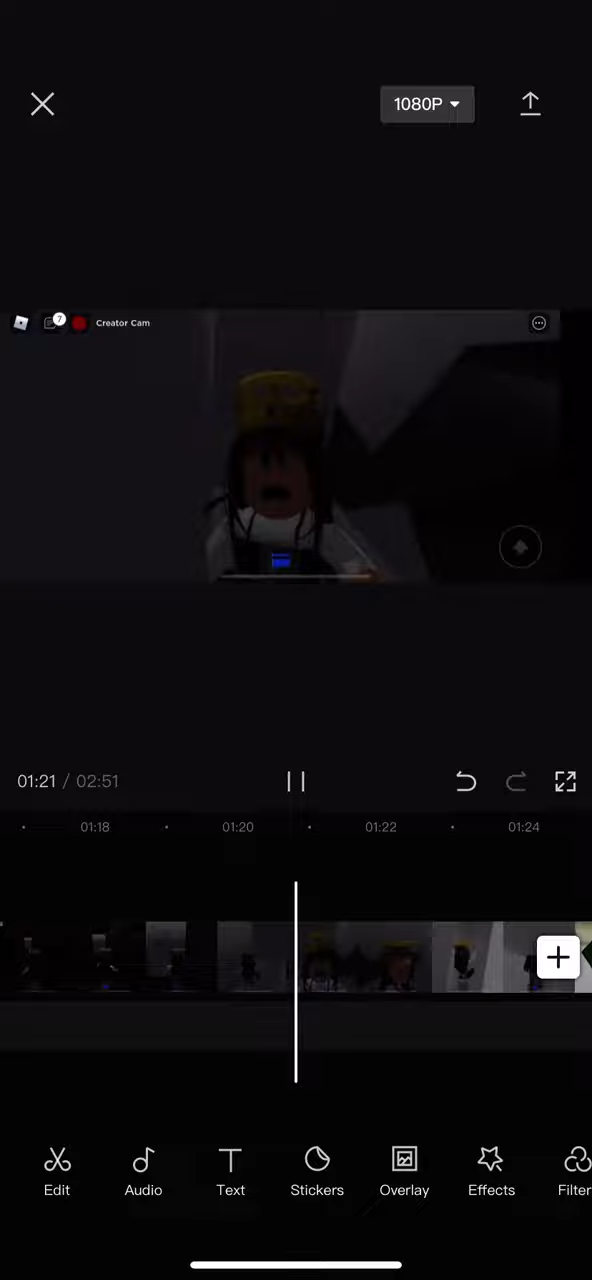 1080P
7
Creator Cam
01:21 / 02:51
01:18 01:20 01:22 01:24
Edit Audio Text Stickers Overlay Effects Filter